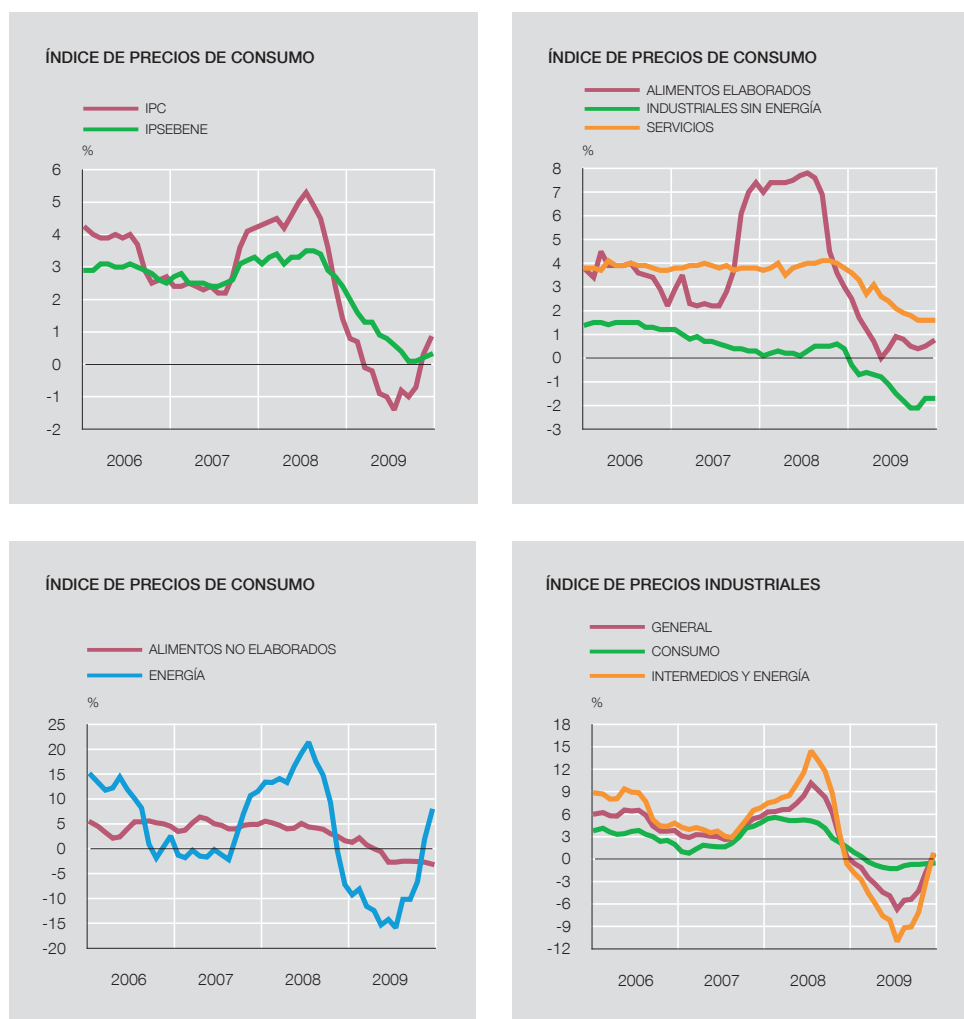 ÍNDICE DE PRECIOS DE CONSUMO
IPC
IPSEBENE
%
6
5
4
3
2
1
0
-1
-2
2006 2007 2008 2009
ÍNDICE DE PRECIOS DE CONSUMO
ALIMENTOS ELABORADOS
INDUSTRIALES SIN ENERGÍA
SERVICIOS
%
8
7
6
5
4
3
2
1
0
-1
-2
-3
2006 2007 2008 2009
ÍNDICE DE PRECIOS DE CONSUMO
ALIMENTOS NO ELABORADOS
ENERGÍA
%
25
20
15
10
5
0
-5
-10
-15
-20
2006 2007 2008 2009
ÍNDICE DE PRECIOS INDUSTRIALES
GENERAL
CONSUMO
INTERMEDIOS Y ENERGÍA
%
18
15
12
9
6
3
0
-3
-6
-9
-12
2006 2007 2008 2009